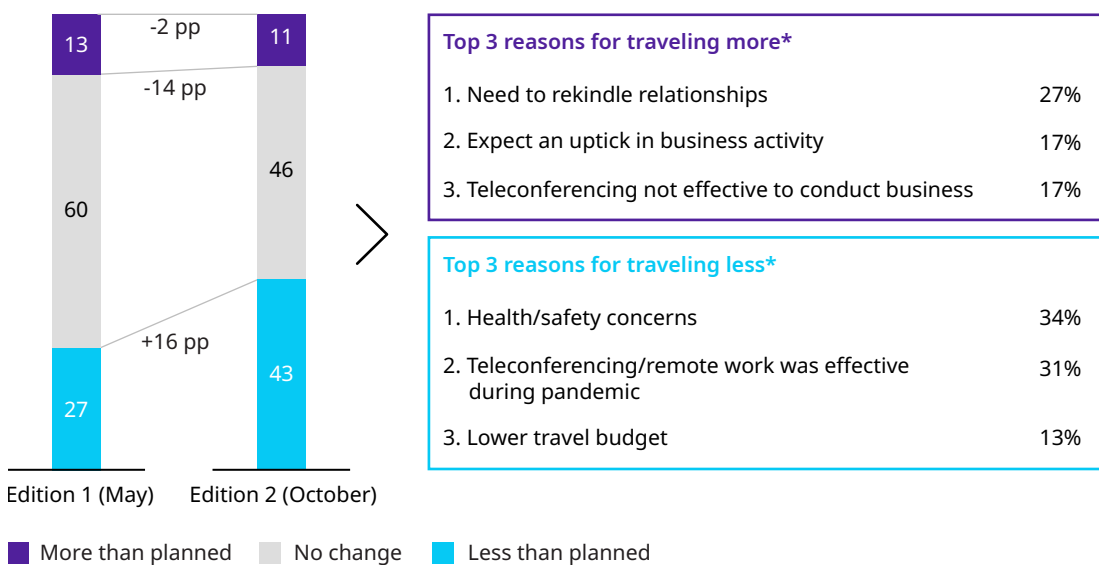 13
-2 pp
11
-14 pp
60
46
+16 pp
27
43
Edition 1 (May)
Edition 2 (October)
More than planned
No change
Less than planned
Top 3 reasons for traveling more*
1. Need to rekindle relationships 27%
2. Expect an uptick in business activity 17%
3. Teleconferencing not effective to conduct business 17%
Top 3 reasons for traveling less*
1. Health/safety concerns 34%
2. Teleconferencing/remote work was effective 31%
during pandemic
3. Lower travel budget 13%